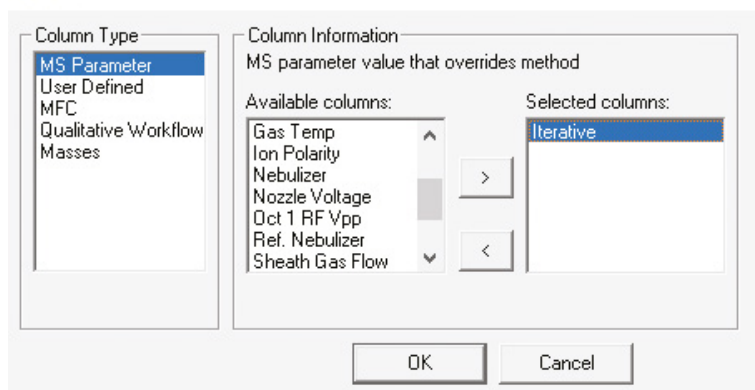 Column Type
MS Parameter
User Defined
MFC
Qualitative Workflow
Masses
Column Information
MS parameter value that overrides method
Available columns:
Gas Temp
Ion Polarity
Nebulizer
Nozzle Voltage
Oct 1 RF Vpp
Ref. Nebulizer
Sheath Gas Flow
>
<
Selected columns:
Iterative
OK
Cancel